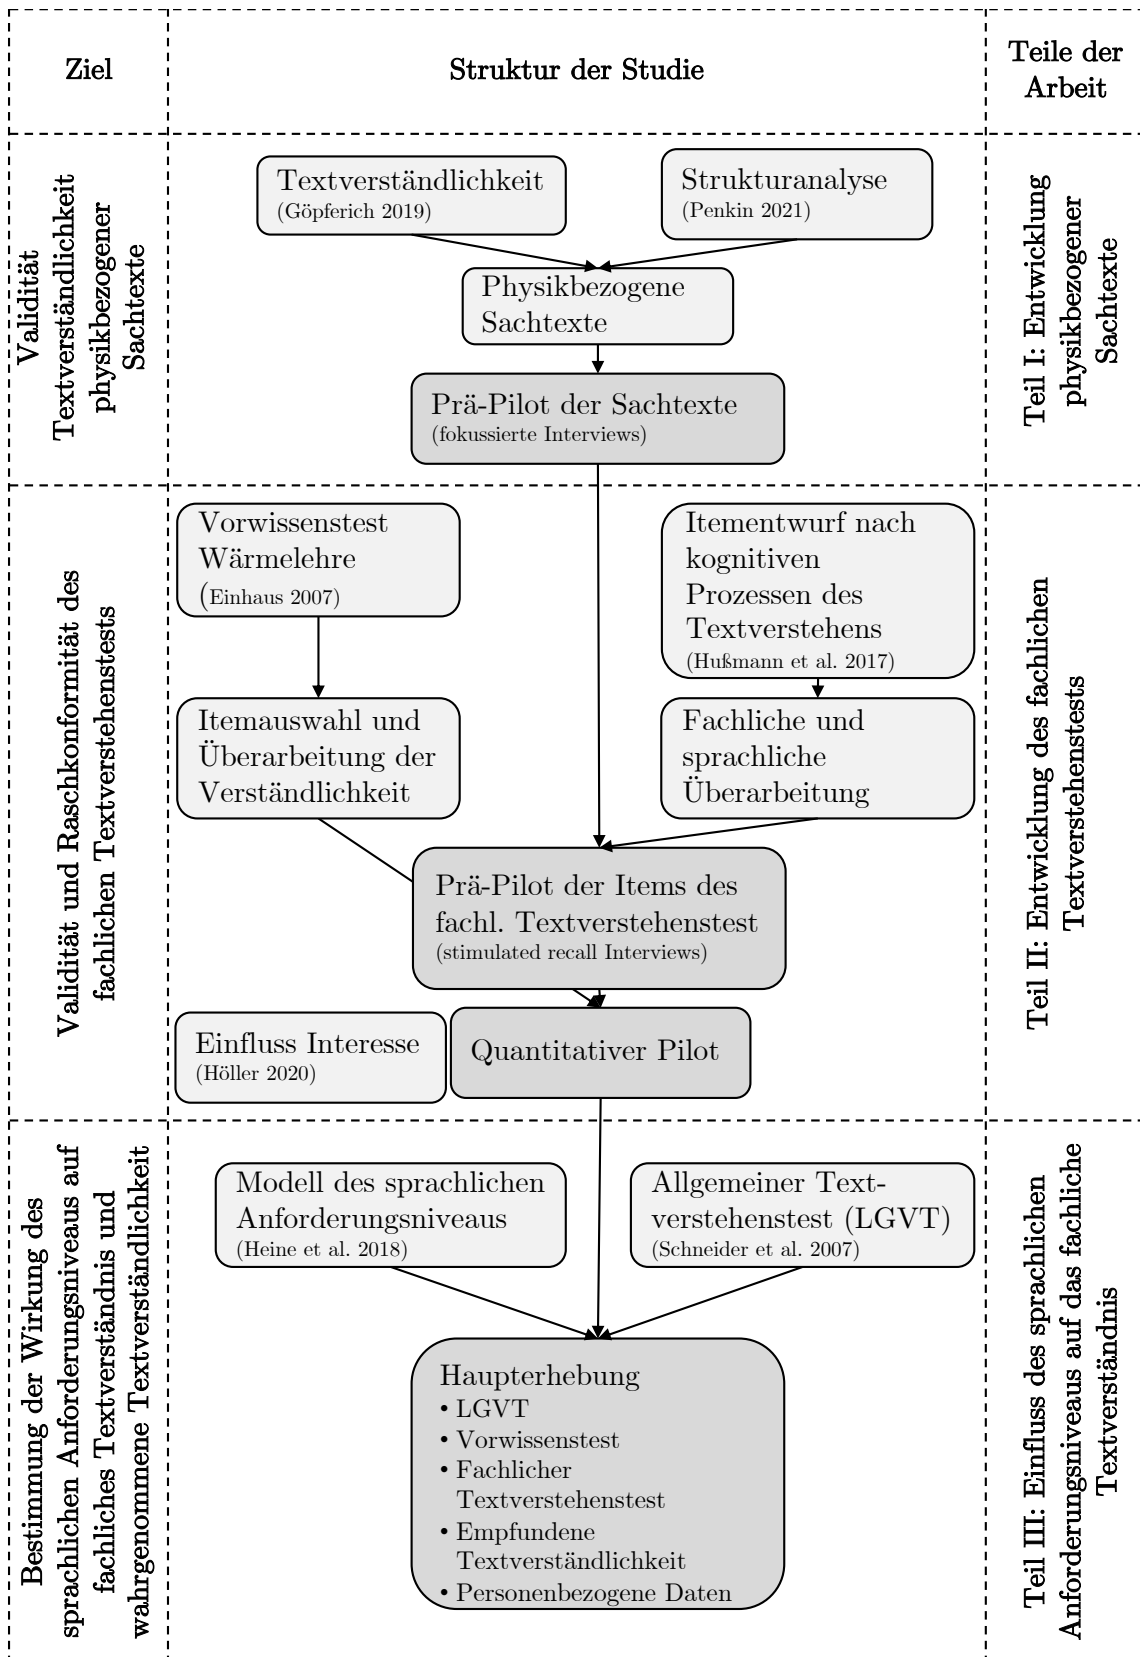 Ziel
Struktur der Studie
Teile der
Arbeit
Validität
Textverständlichkeit
physikbezogener
Sachtexte
Textverständlichkeit
(Göpferich 2019)
Strukturanalyse
(Penkin 2021)
Physikbezogene
Sachtexte
Prä-Pilot der Sachtexte
(fokussierte Interviews)
Teil I: Entwicklung
physikbezogener
Sachtexte
Validität und Raschkonformität des
fachlichen Textverstehenstests
Vorwissenstest
Wärmelehre
(Einhaus 2007)
Itementwurf nach
kognitiven
Prozessen des
Textverstehens
(Hußmann et al. 2017)
Itemauswahl und
Überarbeitung der
Verständlichkeit
Fachliche und
sprachliche
Überarbeitung
Prä-Pilot der Items des
fachl. Textverstehenstest
(stimulated recall Interviews)
Einfluss Interesse
(Höller 2020)
Quantitativer Pilot
Teil II: Entwicklung des fachlichen
Textverstehenstests
Bestimmung der Wirkung des
sprachlichen Anforderungsniveaus auf
fachliches Textverständnis und
wahrgenommene Textverständlichkeit
Modell des sprachlichen
Anforderungsniveaus
(Heine et al. 2018)
Allgemeiner Text-
verstehenstest (LGVT)
(Schneider et al. 2007)
Haupterhebung
• LGVT
• Vorwissenstest
• Fachlicher
Textverstehenstest
• Empfundene
Textverständlichkeit
• Personenbezogene Daten
Teil III: Einfluss des sprachlichen
Anforderungsniveaus auf das fachliche
Textverständnis